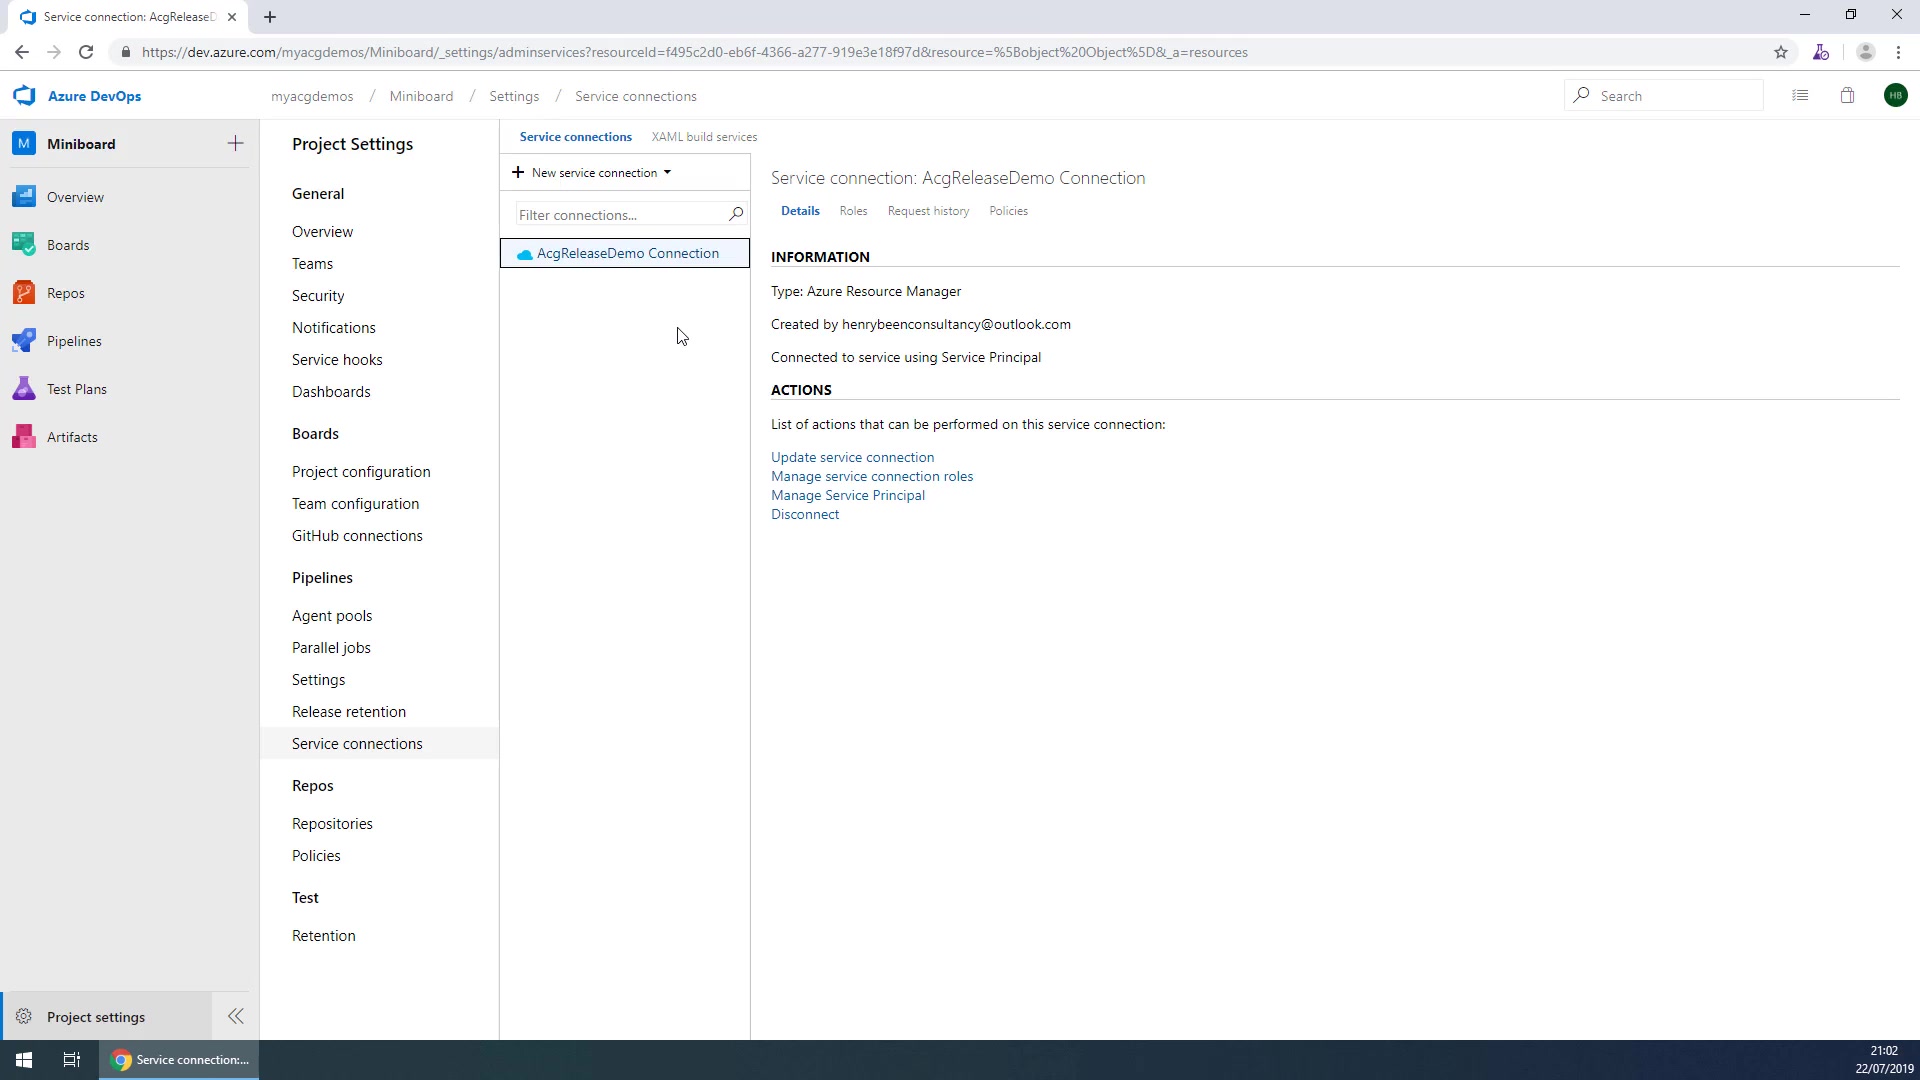 Service connection: AcgReleaseD
https://dev.azure.com/myacgdemos/Miniboard/_settings/adminservices?resourceId=f495c2d0-eb6f-4366-a277-919e3e18f97d&resource=%5Bobject%20Object%5D&_a=resources
Azure DevOps
myacgdemos / Miniboard / Settings / Service connections
Search
HB
M Miniboard
Overview
Boards
Repos
Pipelines
Test Plans
Artifacts
Project settings
Project Settings
General
Overview
Teams
Security
Notifications
Service hooks
Dashboards
Boards
Project configuration
Team configuration
GitHub connections
Pipelines
Agent pools
Parallel jobs
Settings
Release retention
Service connections
Repos
Repositories
Policies
Test
Retention
Service connections XAML build services
New service connection
Filter connections...
AcgReleaseDemo Connection
Service connection: AcgReleaseDemo Connection
Details Roles Request history Policies
INFORMATION
Type: Azure Resource Manager
Created by henrybeenconsultancy@outlook.com
Connected to service using Service Principal
ACTIONS
List of actions that can be performed on this service connection:
Update service connection
Manage service connection roles
Manage Service Principal
Disconnect
Service connection:...
21:02
22/07/2019